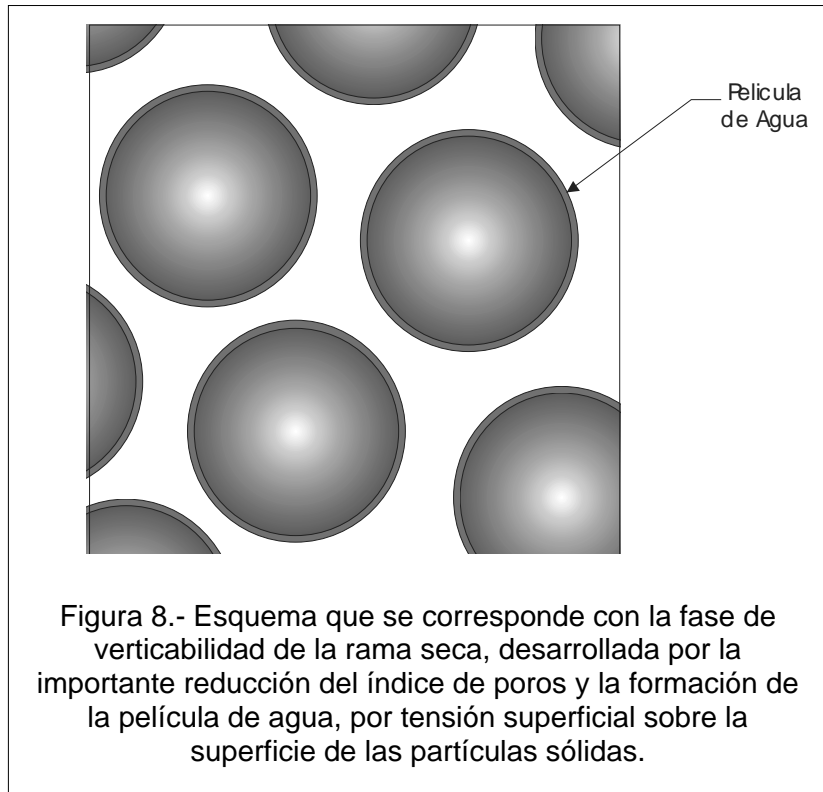 Pelicula
de Agua
Figura 8.- Esquema que se corresponde con la fase de
verticabilidad de la rama seca, desarrollada por la
importante reducción del índice de poros y la formación de
la película de agua, por tensión superficial sobre la
superficie de las partículas sólidas.